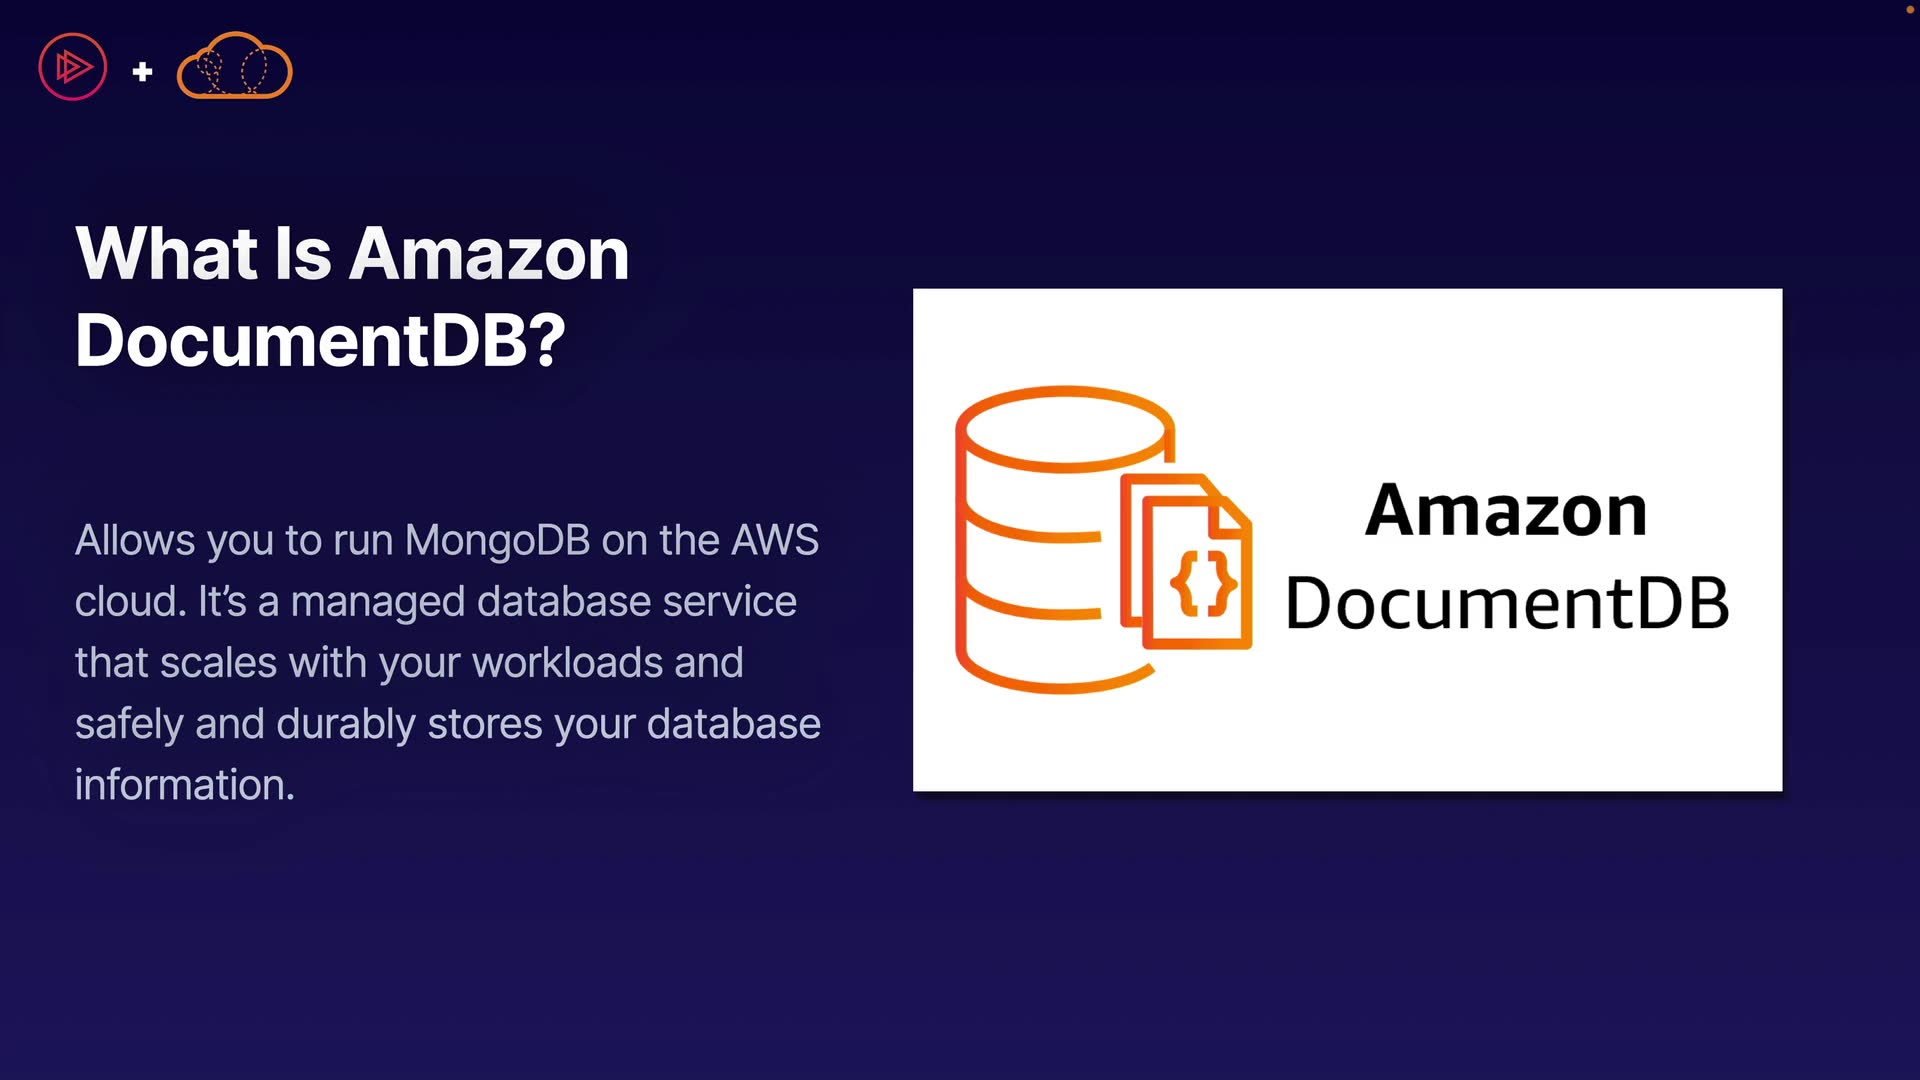 What Is Amazon
DocumentDB?
Allows you to run MongoDB on the AWS
cloud. It’s a managed database service
that scales with your workloads and
safely and durably stores your database
information.
Amazon
DocumentDB